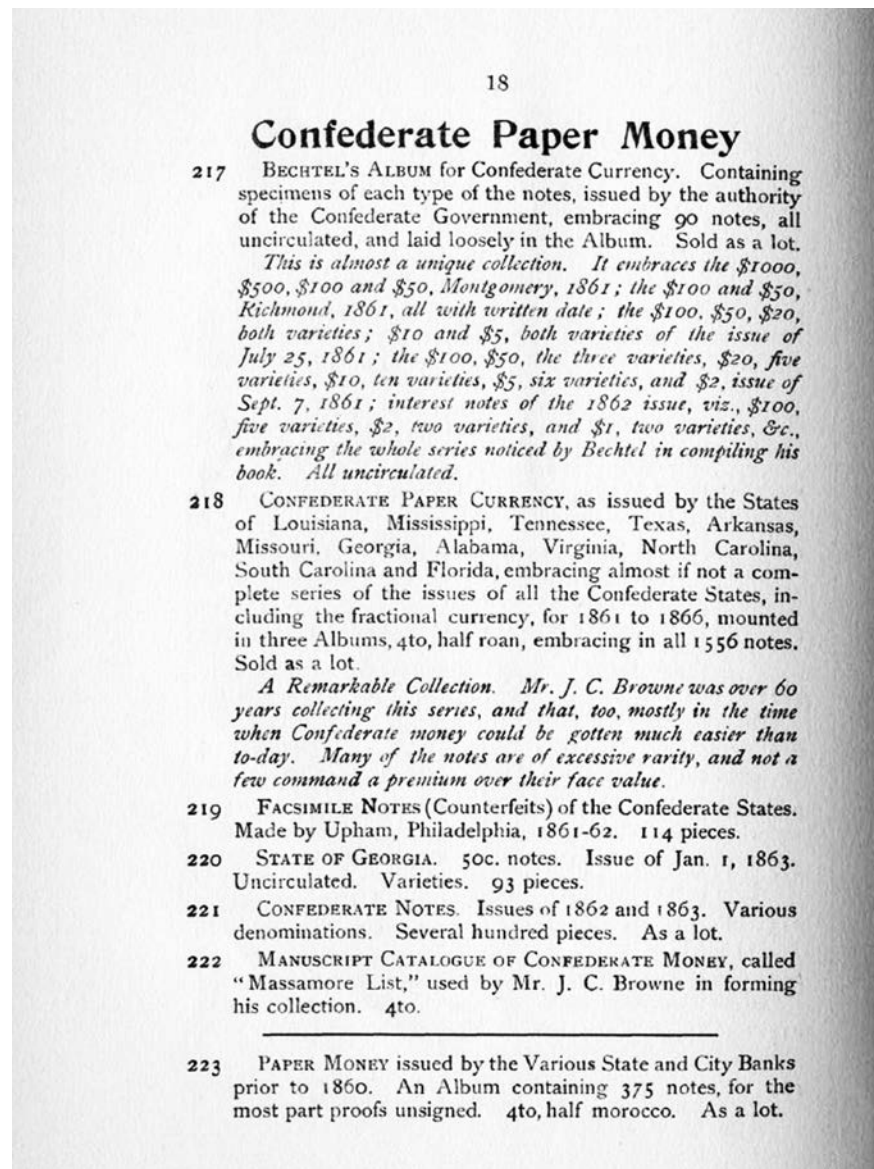 18
Confederate Paper Money
217 BECHTEL'S ALBUM for Confederate Currency. Containing
specimens of each type of the notes, issued by the authority
of the Confederate Government, embracing 90 notes, all
uncirculated, and laid loosely in the Album. Sold as a lot.
This is almost a unique collection. It embraces the $1000,
$500, $100 and $50, Montgomery, 1861; the $100 and $50,
Richmond, 1861, all with written date; the $100, $50, $20,
both varieties; $10 and $5, both varieties of the issue of
July 25, 1861; the $100, $50, the three varieties, $20, five
varieties, $10, ten varieties, $5, six varieties, and $2, issue of
Sept. 7, 1861; interest notes of the 1862 issue, viz., $100,
five varieties, $2, two varieties, and $1, two varieties, &c.,
embracing the whole series noticed by Bechtel in compiling his
book. All uncirculated.
218 CONFEDERATE PAPER CURRENCY, as issued by the States
of Louisiana, Mississippi, Tennessee, Texas, Arkansas,
Missouri, Georgia, Alabama, Virginia, North Carolina,
South Carolina and Florida, embracing almost if not a com-
plete series of the issues of all the Confederate States, in-
cluding the fractional currency, for 1861 to 1866, mounted
in three Albums, 4to, half roan, embracing in all 1556 notes.
Sold as a lot.
A Remarkable Collection. Mr. J. C. Browne was over 60
years collecting this series, and that, too, mostly in the time
when Confederate money could be gotten much easier than
to-day. Many of the notes are of excessive rarity, and not a
few command a premium over their face value.
219 FACSIMILE NOTES (Counterfeits) of the Confederate States.
Made by Upham, Philadelphia, 1861-62. 114 pieces.
220 STATE OF GEORGIA. 50c. notes. Issue of Jan. 1, 1863.
Uncirculated. Varieties. 93 pieces.
221 CONFEDERATE NOTES. Issues of 1862 and 1863. Various
denominations. Several hundred pieces. As a lot.
222 MANUSCRIPT CATALOGUE OF CONFEDERATE MONEY, called
"Massamore List," used by Mr. J. C. Browne in forming
his collection. 4to.
223 PAPER MONEY issued by the Various State and City Banks
prior to 1860. An Album containing 375 notes, for the
most part proofs unsigned. 4to, half morocco. As a lot.